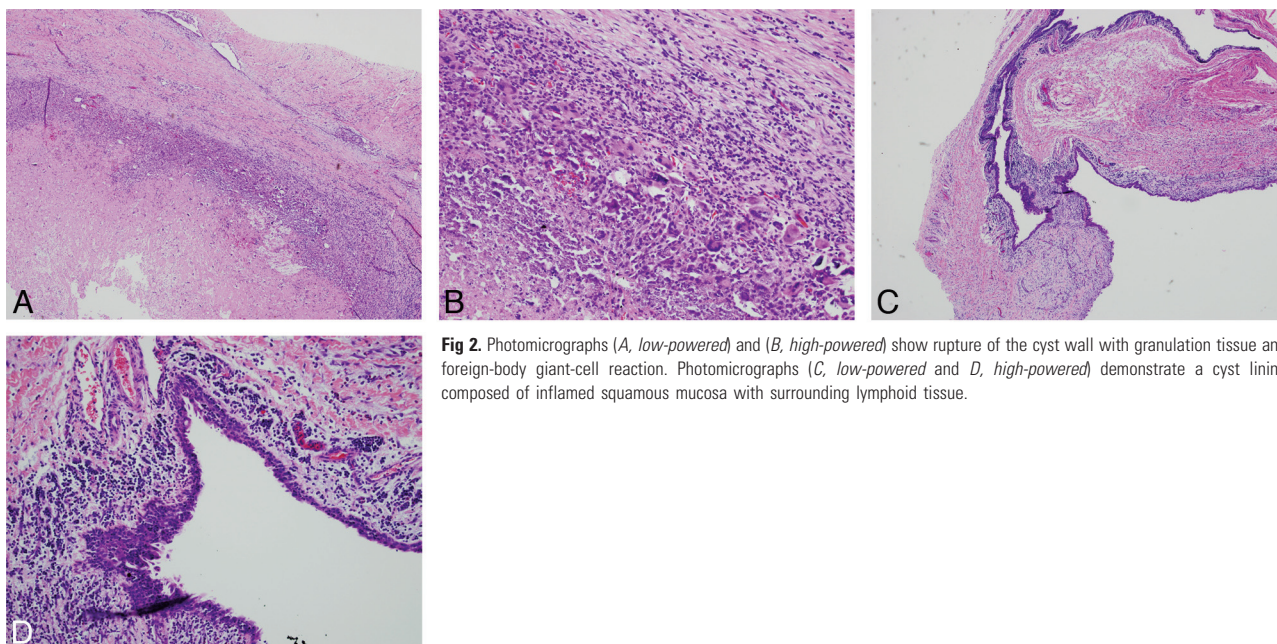 A
B
C
Fig 2. Photomicrographs (A, low-powered) and (B, high-powered) show rupture of the cyst wall with granulation tissue an
foreign-body giant-cell reaction. Photomicrographs (C, low-powered and D, high-powered) demonstrate a cyst linin
composed of inflamed squamous mucosa with surrounding lymphoid tissue.
D